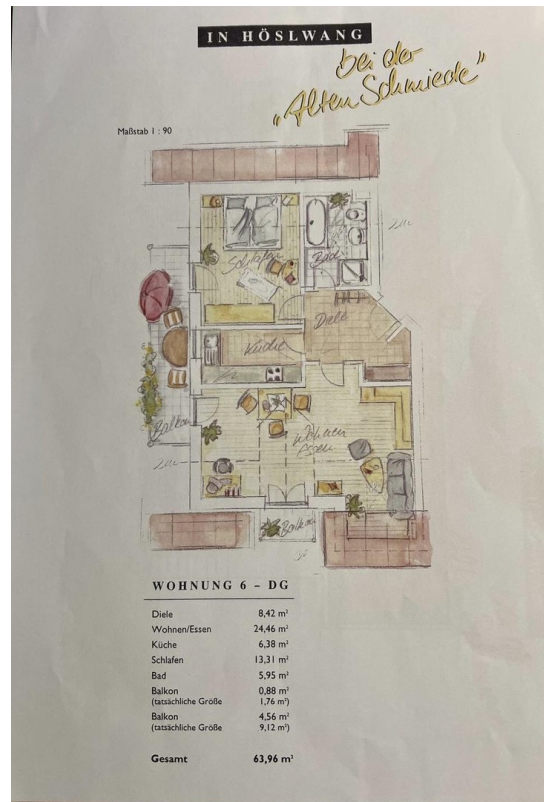 IN HÖSLWANG
bei der
„Alten Schmiede"
Maßstab 1 : 90
Schlafen
Bad
Diele
Küche
Wohnen
Essen
Balkon
Balkon
WOHNUNG 6 – DG
Diele 8,42 m²
Wohnen/Essen 24,46 m²
Küche 6,38 m²
Schlafen 13,31 m²
Bad 5,95 m²
Balkon 0,88 m²
(tatsächliche Größe 1,76 m²)
Balkon 4,56 m²
(tatsächliche Größe 9,12 m²)
Gesamt 63,96 m²